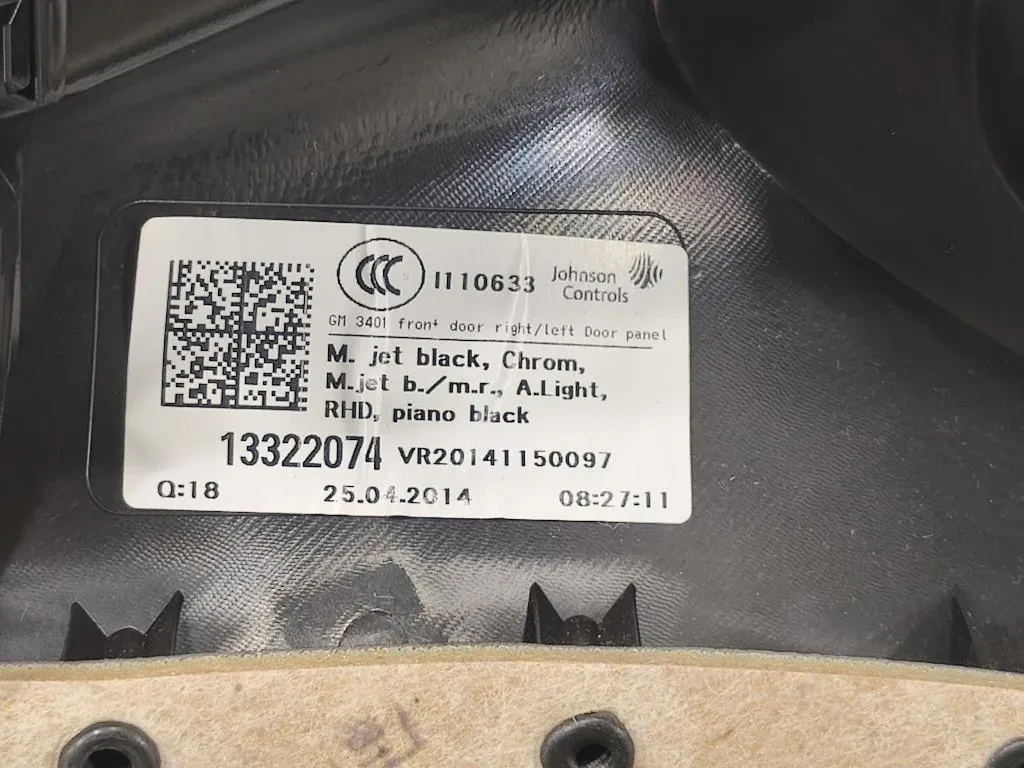 CCC S I110633 Johnson Controls
GM 3401 front door right/left Door panel
M. jet black, Chrom,
M.jet b./m.r., A.Light,
RHD, piano black
13322074 VR20141150097
Q:18 25.04.2014 08:27:11